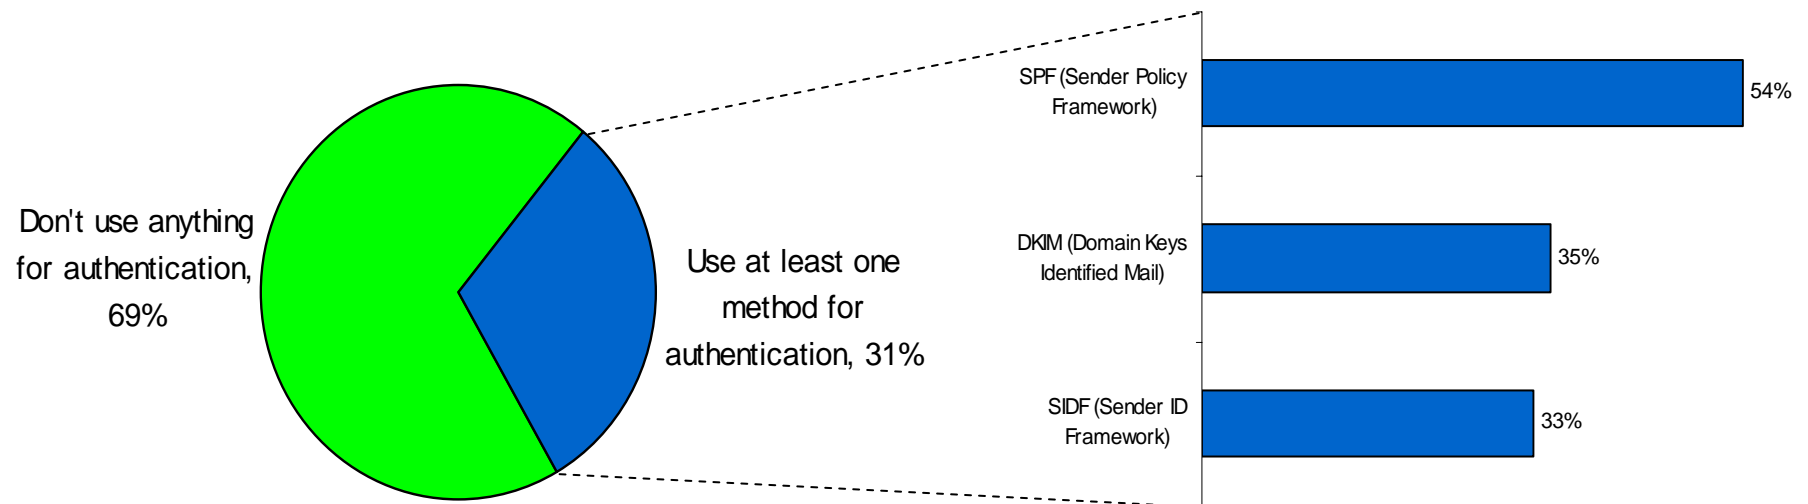 Don't use anything
for authentication,
69%
Use at least one
method for
authentication, 31%
SPF (Sender Policy
Framework)
54%
DKIM (Domain Keys
Identified Mail)
35%
SIDF (Sender ID
Framework)
33%